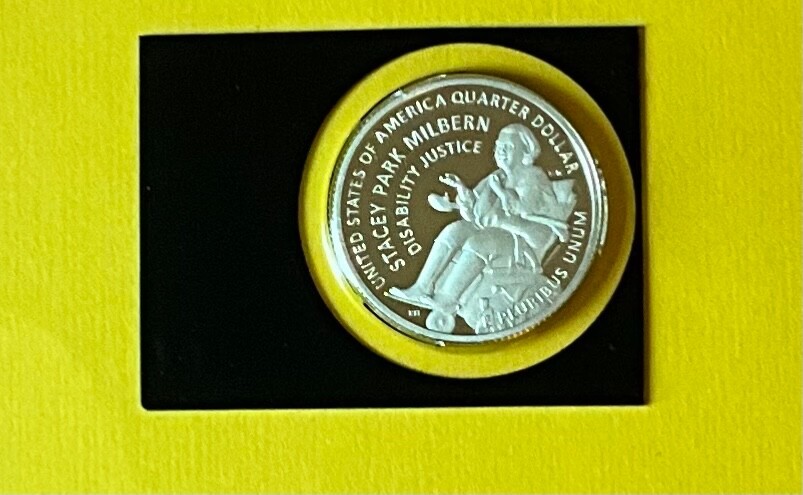 UNITED STATES OF AMERICA QUARTER DOLLAR
STACEY PARK MILBERN
DISABILITY JUSTICE
E PLURIBUS UNUM